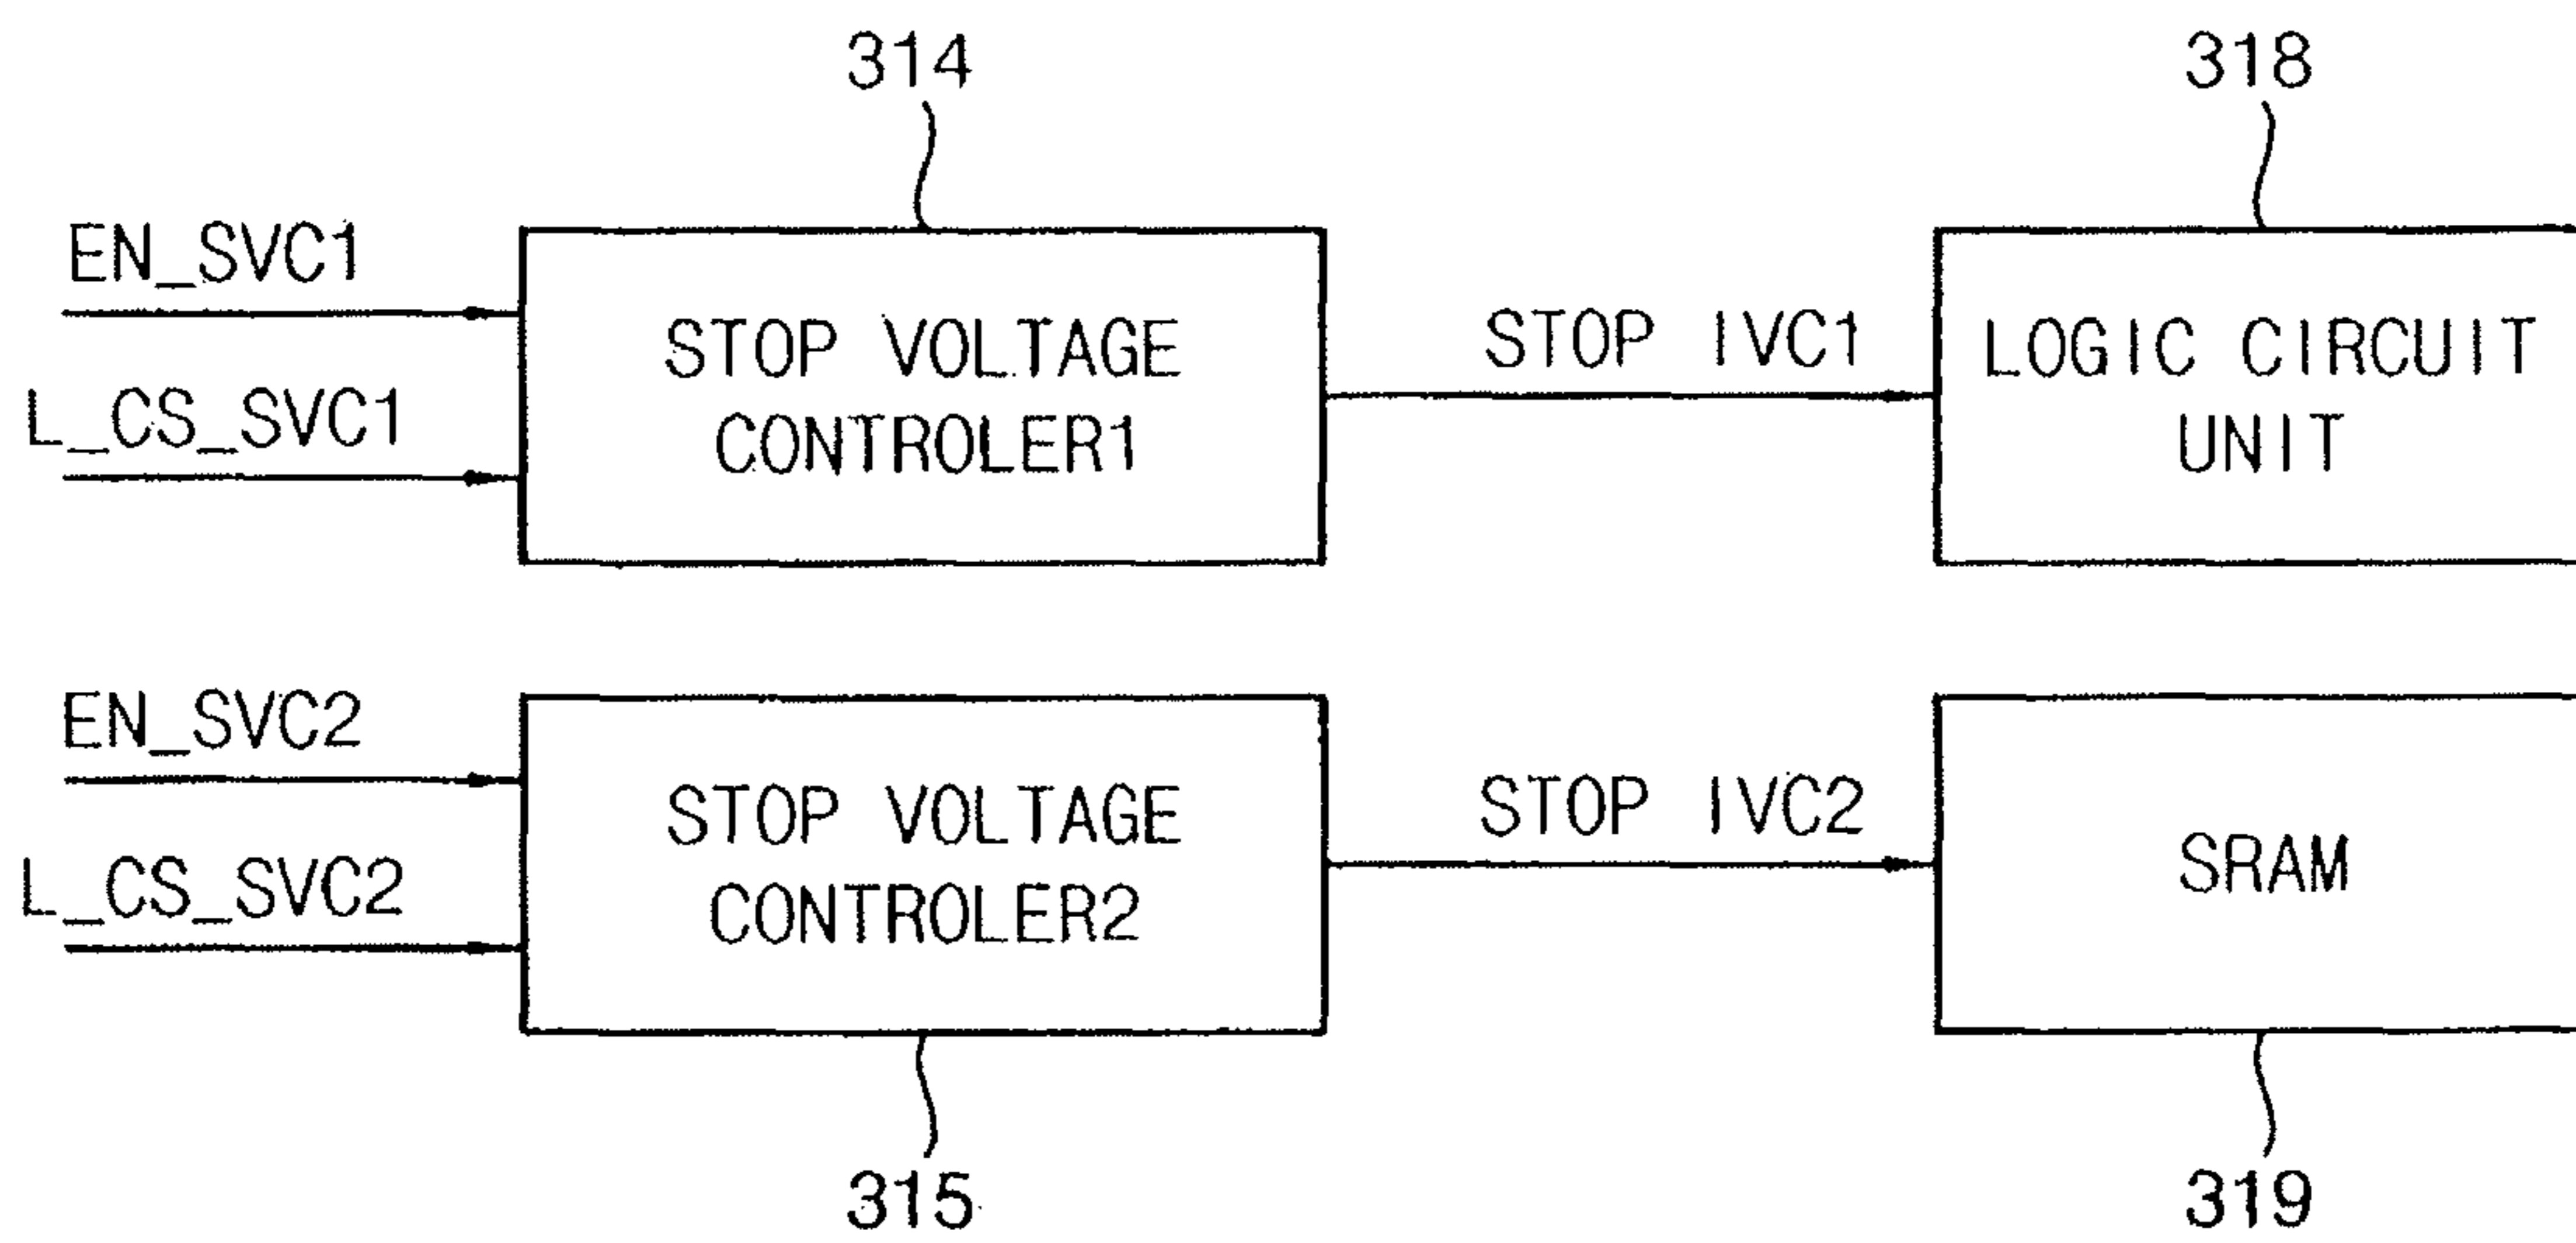 314
318
EN_SVC1
L_CS_SVC1
STOP VOLTAGE
CONTROLER1
STOP IVC1
LOGIC CIRCUIT
UNIT
EN_SVC2
L_CS_SVC2
STOP VOLTAGE
CONTROLER2
STOP IVC2
SRAM
315
319